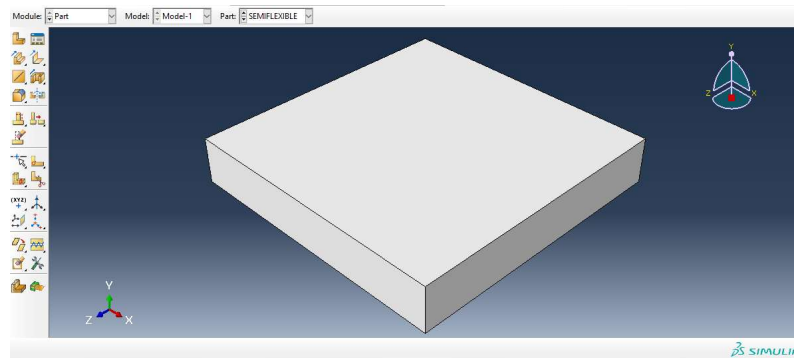 Module: Part Model: Model-1 Part: SEMIFLEXIBLE
Y
Z X
(XYZ)
Y
Z X
SIMULI